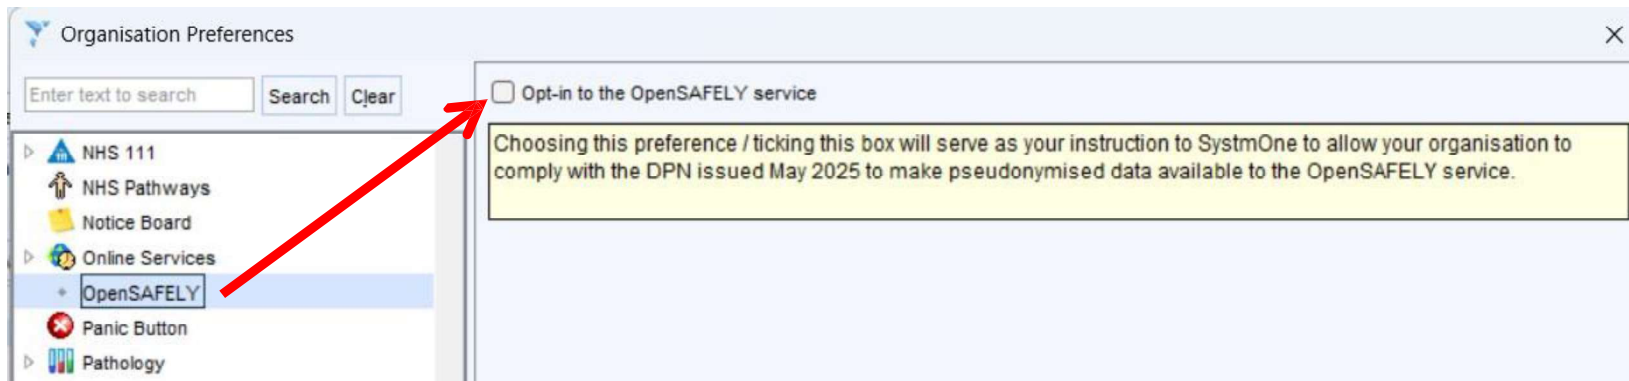 Organisation Preferences
Enter text to search
Search
Clear
Opt-in to the OpenSAFELY service
Choosing this preference / ticking this box will serve as your instruction to SystmOne to allow your organisation to
comply with the DPN issued May 2025 to make pseudonymised data available to the OpenSAFELY service.
NHS 111
NHS Pathways
Notice Board
Online Services
OpenSAFELY
Panic Button
Pathology